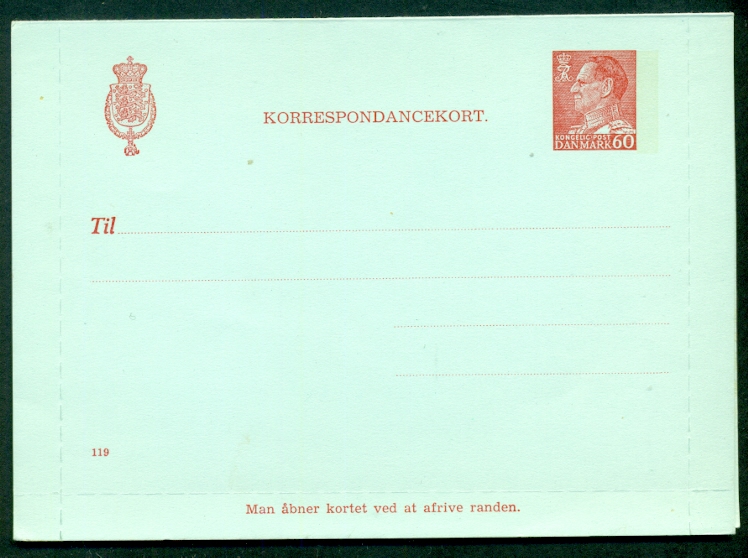 KORRESPONDANCEKORT.
KONGELIG POST
DANMARK 60
Til
119
Man åbner kortet ved at afrive randen.